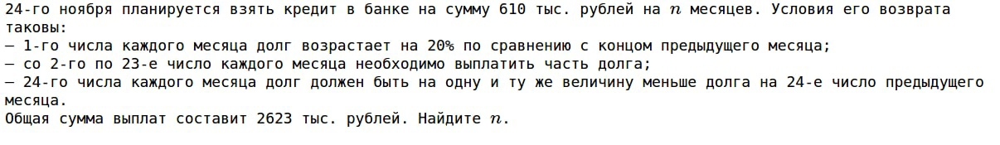 24-го ноября планируется взять кредит в банке на сумму 610 тыс. рублей на n месяцев. Условия его возврата
таковы:
— 1-го числа каждого месяца долг возрастает на 20% по сравнению с концом предыдущего месяца;
— со 2-го по 23-е число каждого месяца необходимо выплатить часть долга;
— 24-го числа каждого месяца долг должен быть на одну и ту же величину меньше долга на 24-е число предыдущего
месяца.
Общая сумма выплат составит 2623 тыс. рублей. Найдите n.